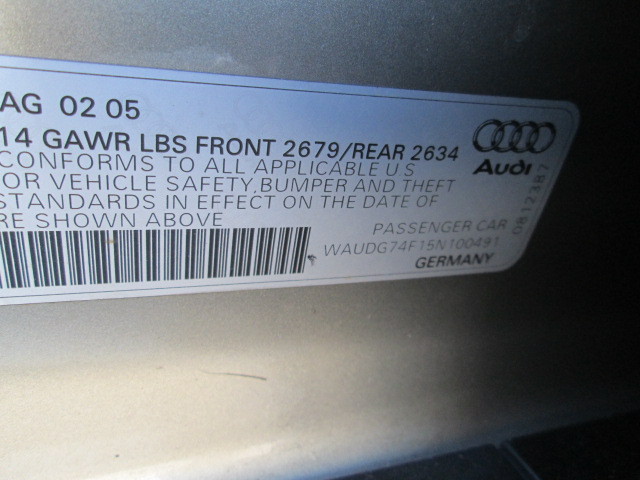 AG 02 05
14 GAWR LBS FRONT 2679/REAR 2634
CONFORMS TO ALL APPLICABLE U S
OR VEHICLE SAFETY, BUMPER AND THEFT
STANDARDS IN EFFECT ON THE DATE OF
RE SHOWN ABOVE
Audi
PASSENGER CAR
WAUDG74F15N100491
GERMANY
0812387